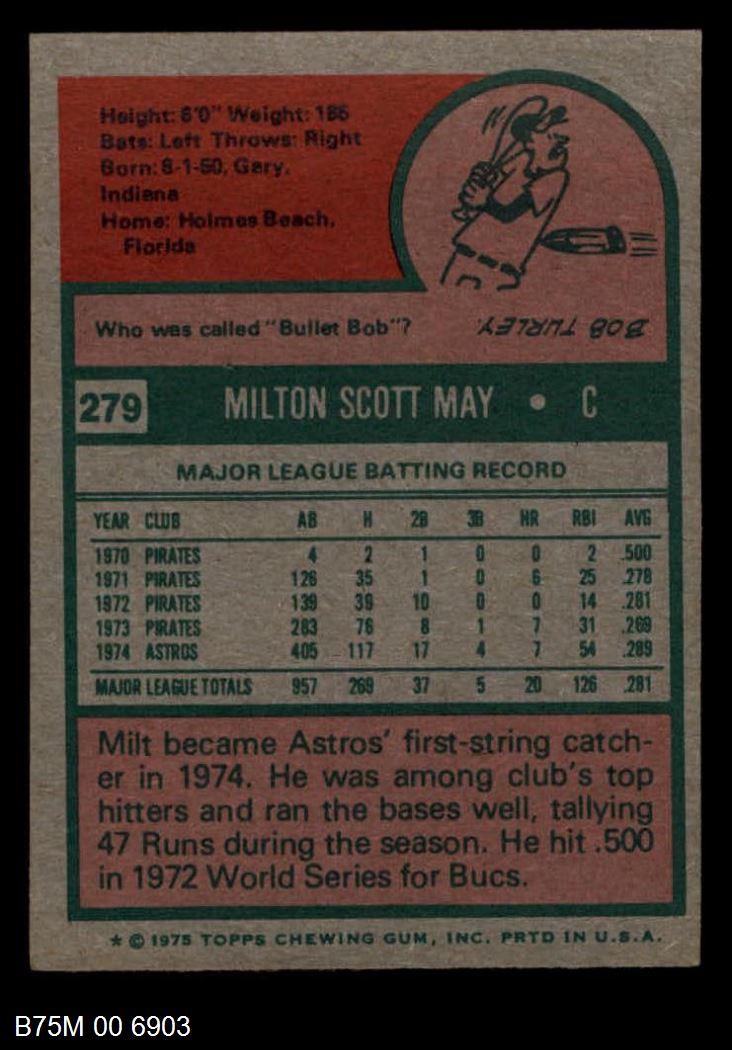 Height: 6'0" Weight: 185
Bats: Left Throws: Right
Born: 8-1-50, Gary,
Indiana
Home: Holmes Beach,
Florida
Who was called "Bullet Bob"?
BOB TURLEY.
279 MILTON SCOTT MAY • C
MAJOR LEAGUE BATTING RECORD
YEAR CLUB AB H 2B 3B HR RBI AVG
1970 PIRATES 4 2 1 0 0 2 .500
1971 PIRATES 126 35 1 0 6 25 .278
1972 PIRATES 139 39 10 0 0 14 .281
1973 PIRATES 283 76 8 1 7 31 .269
1974 ASTROS 405 117 17 4 7 54 .289
MAJOR LEAGUE TOTALS 957 269 37 5 20 126 .281
Milt became Astros' first-string catch-
er in 1974. He was among club's top
hitters and ran the bases well, tallying
47 Runs during the season. He hit .500
in 1972 World Series for Bucs.
* © 1975 TOPPS CHEWING GUM, INC. PRTD IN U.S.A.
B75M 00 6903